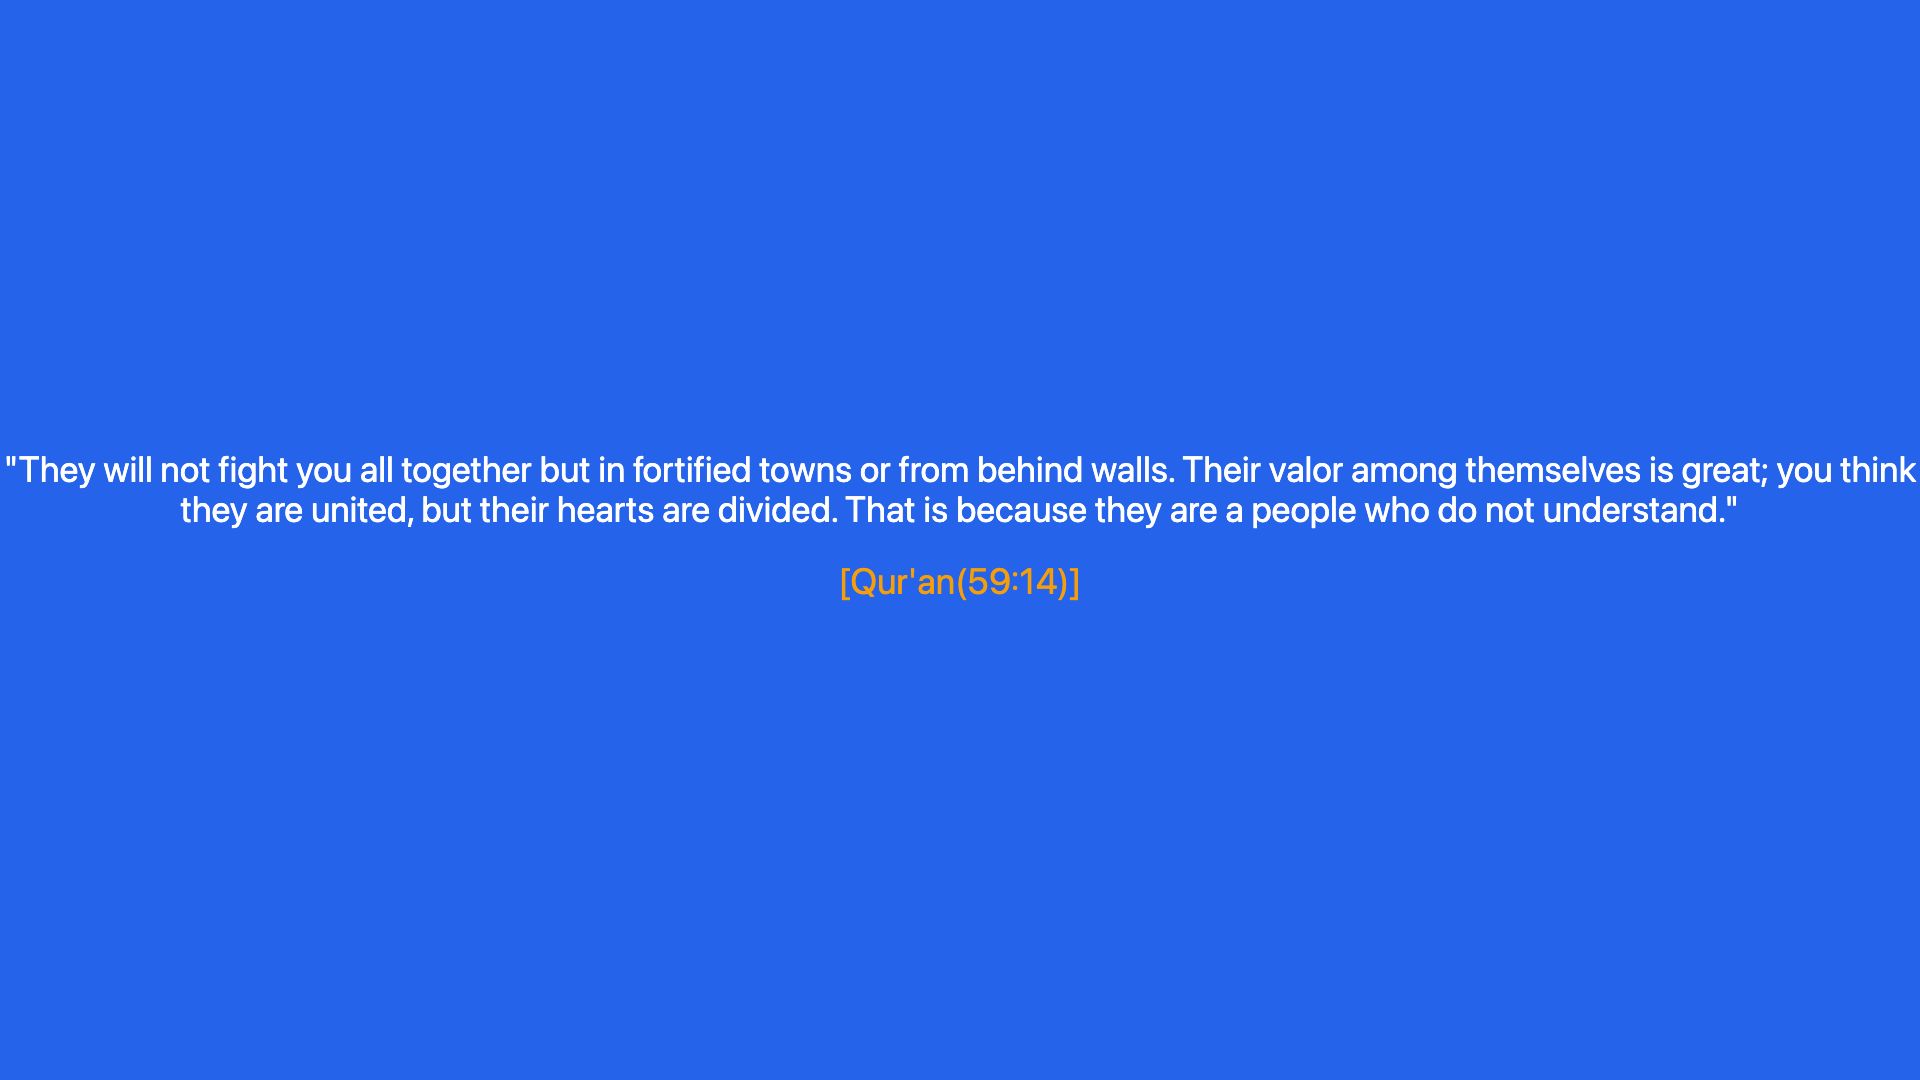 "They will not fight you all together but in fortified towns or from behind walls. Their valor among themselves is great; you think
they are united, but their hearts are divided. That is because they are a people who do not understand."
[Qur'an(59:14)]